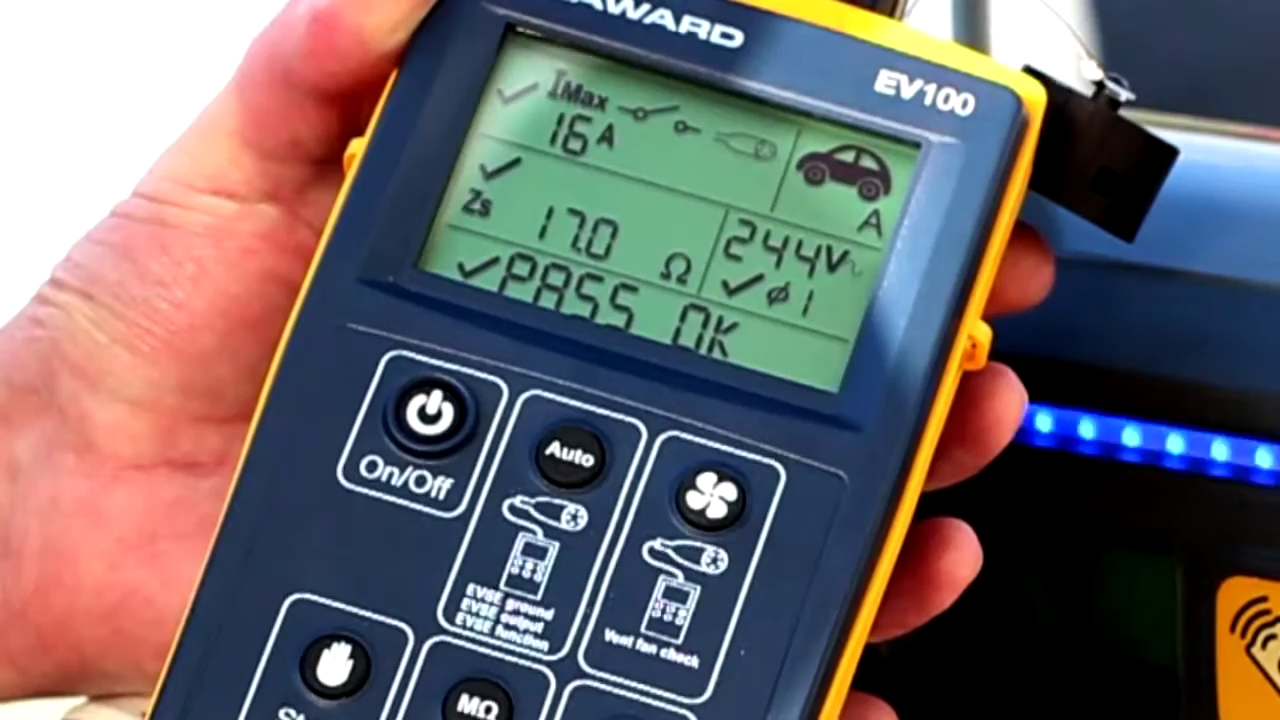 AWARD
EV100
IMax
16A
A
Zs
17.0 Ω
244V~
ø1
PASS OK
On/Off
Auto
EVSE ground
EVSE output
EVSE function
Vent fan check
MΩ